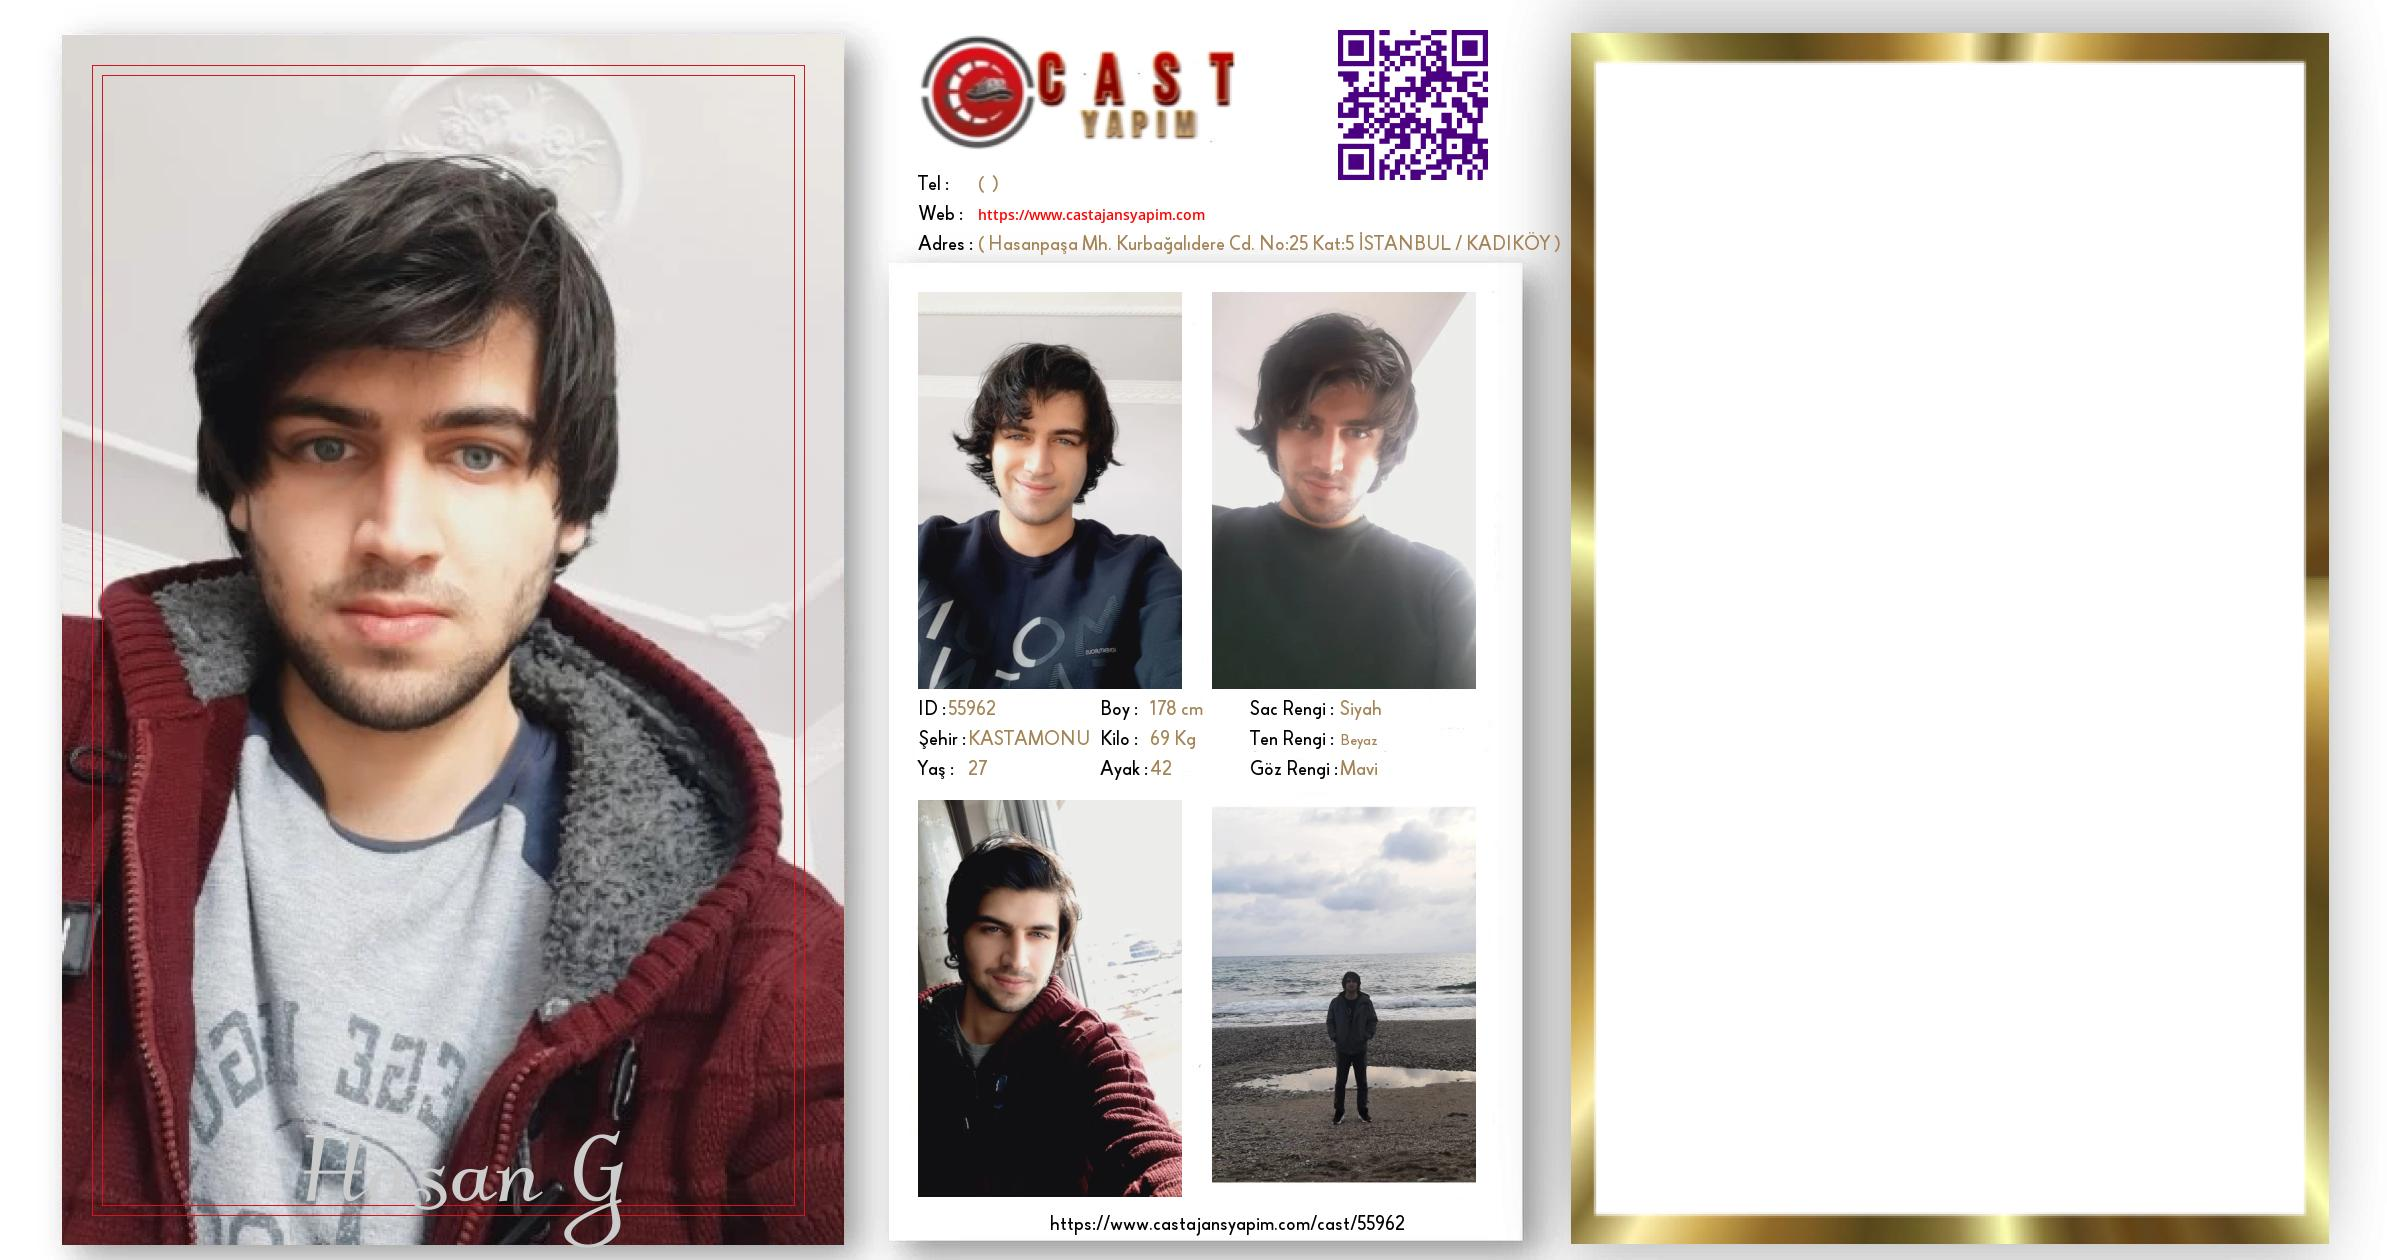 Hasan G
CAST
YAPIM
Tel : ( )
Web : https://www.castajansyapim.com
Adres : ( Hasanpaşa Mh. Kurbağalıdere Cd. No:25 Kat:5 İSTANBUL / KADIKÖY )
ID : 55962 Boy : 178 cm Sac Rengi : Siyah
Şehir : KASTAMONU Kilo : 69 Kg Ten Rengi : Beyaz
Yaş : 27 Ayak : 42 Göz Rengi : Mavi
https://www.castajansyapim.com/cast/55962